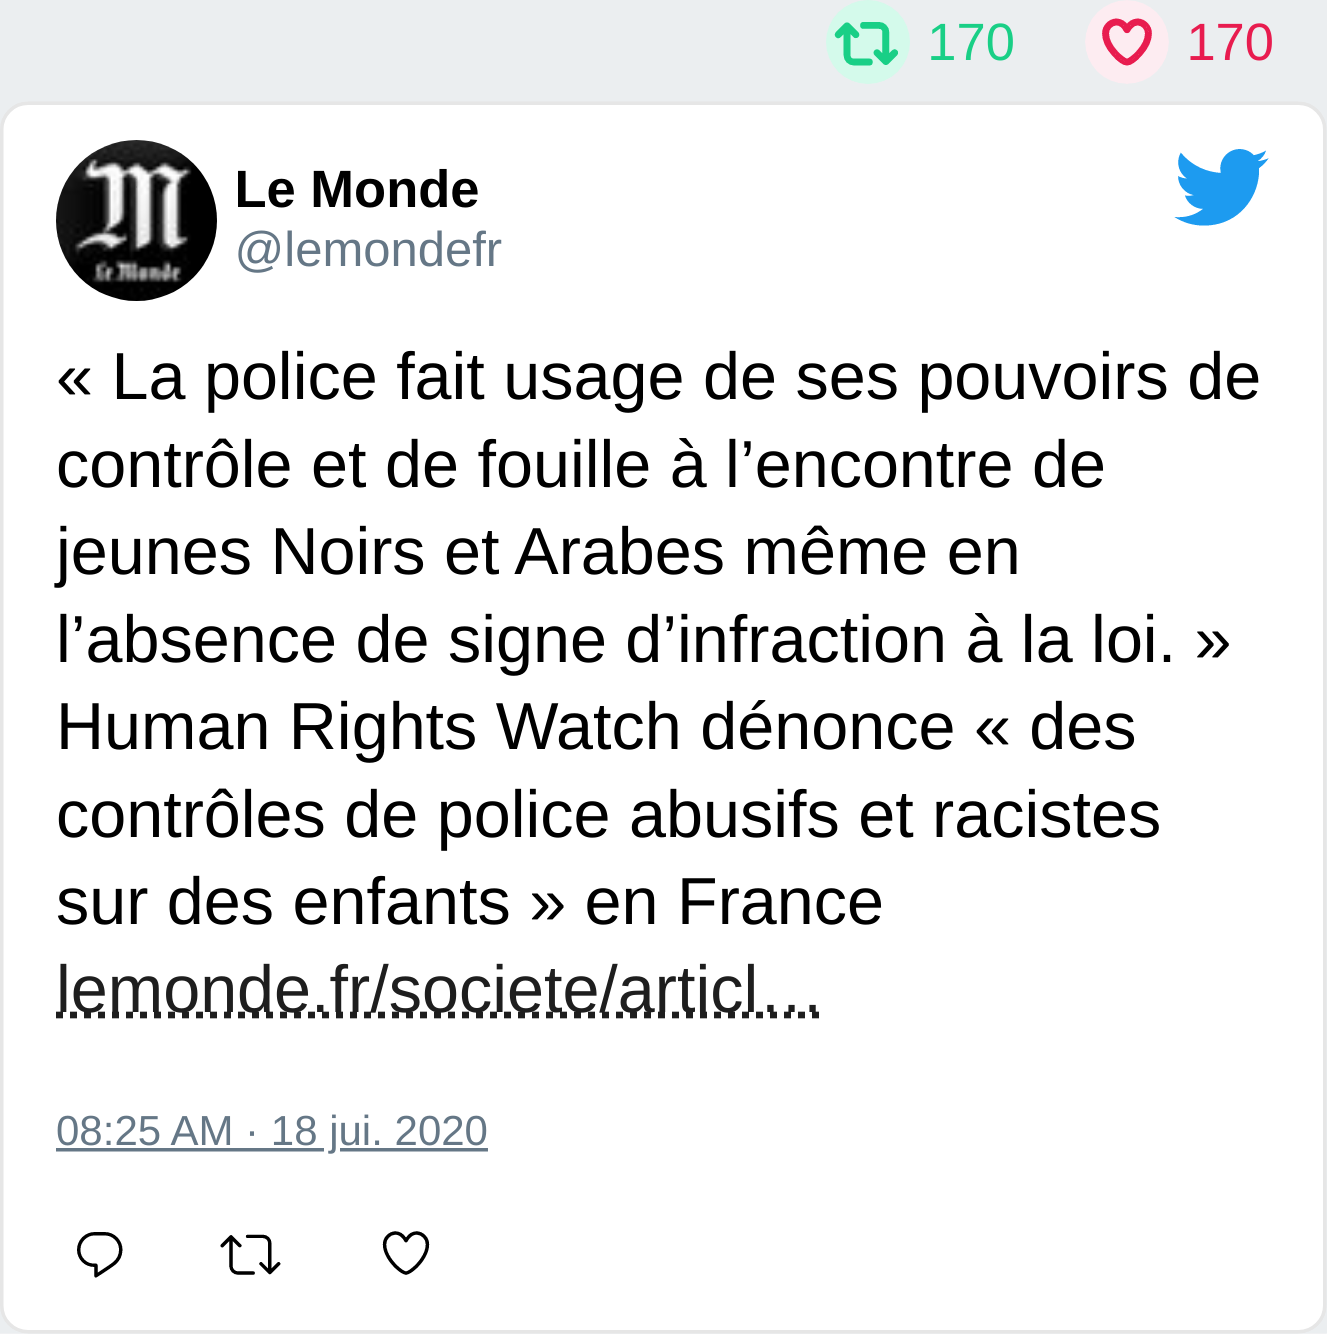 170 170
Le Monde
Le Monde
@lemondefr
« La police fait usage de ses pouvoirs de
contrôle et de fouille à l’encontre de
jeunes Noirs et Arabes même en
l’absence de signe d’infraction à la loi. »
Human Rights Watch dénonce « des
contrôles de police abusifs et racistes
sur des enfants » en France
lemonde.fr/societe/articl…
08:25 AM · 18 jui. 2020